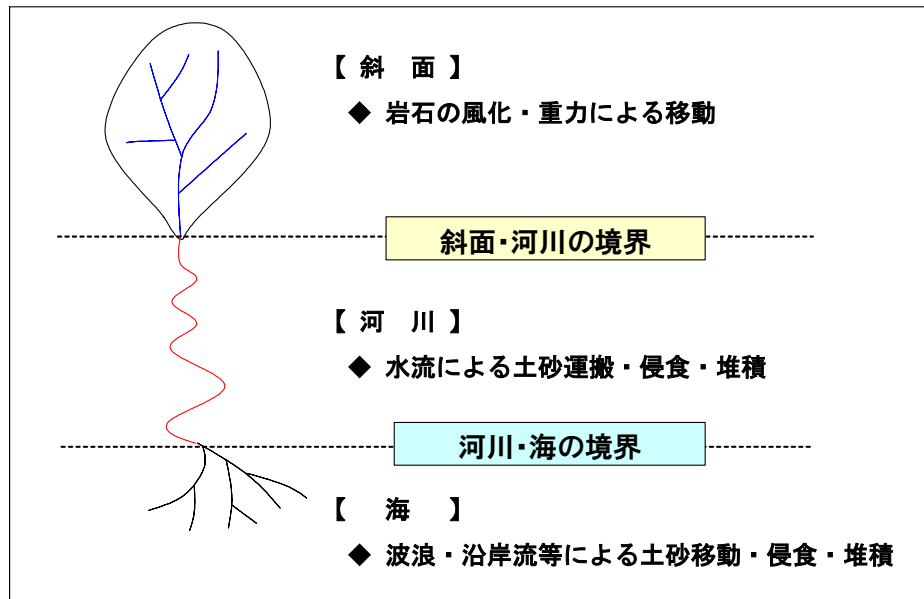 【 斜　面 】
◆ 岩石の風化・重力による移動
斜面・河川の境界
【 河　川 】
◆ 水流による土砂運搬・侵食・堆積
河川・海の境界
【　海　】
◆ 波浪・沿岸流等による土砂移動・侵食・堆積